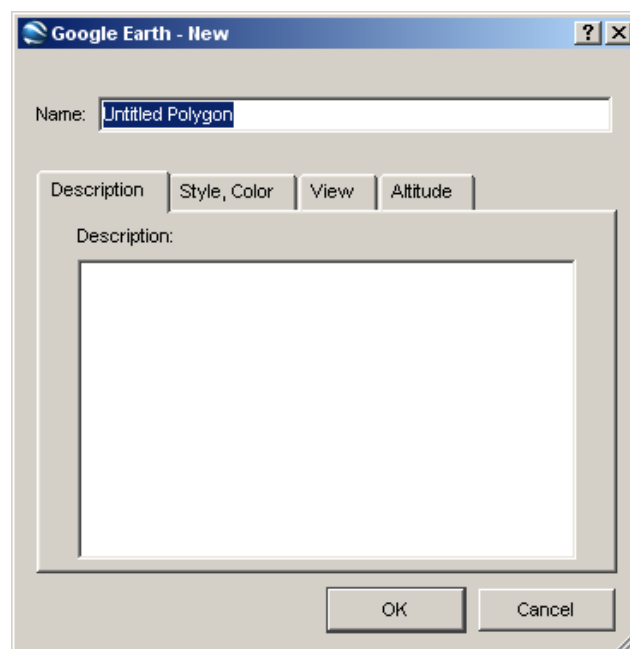 Google Earth - New
Name: Untitled Polygon
Description Style, Color View Altitude
Description:
OK Cancel